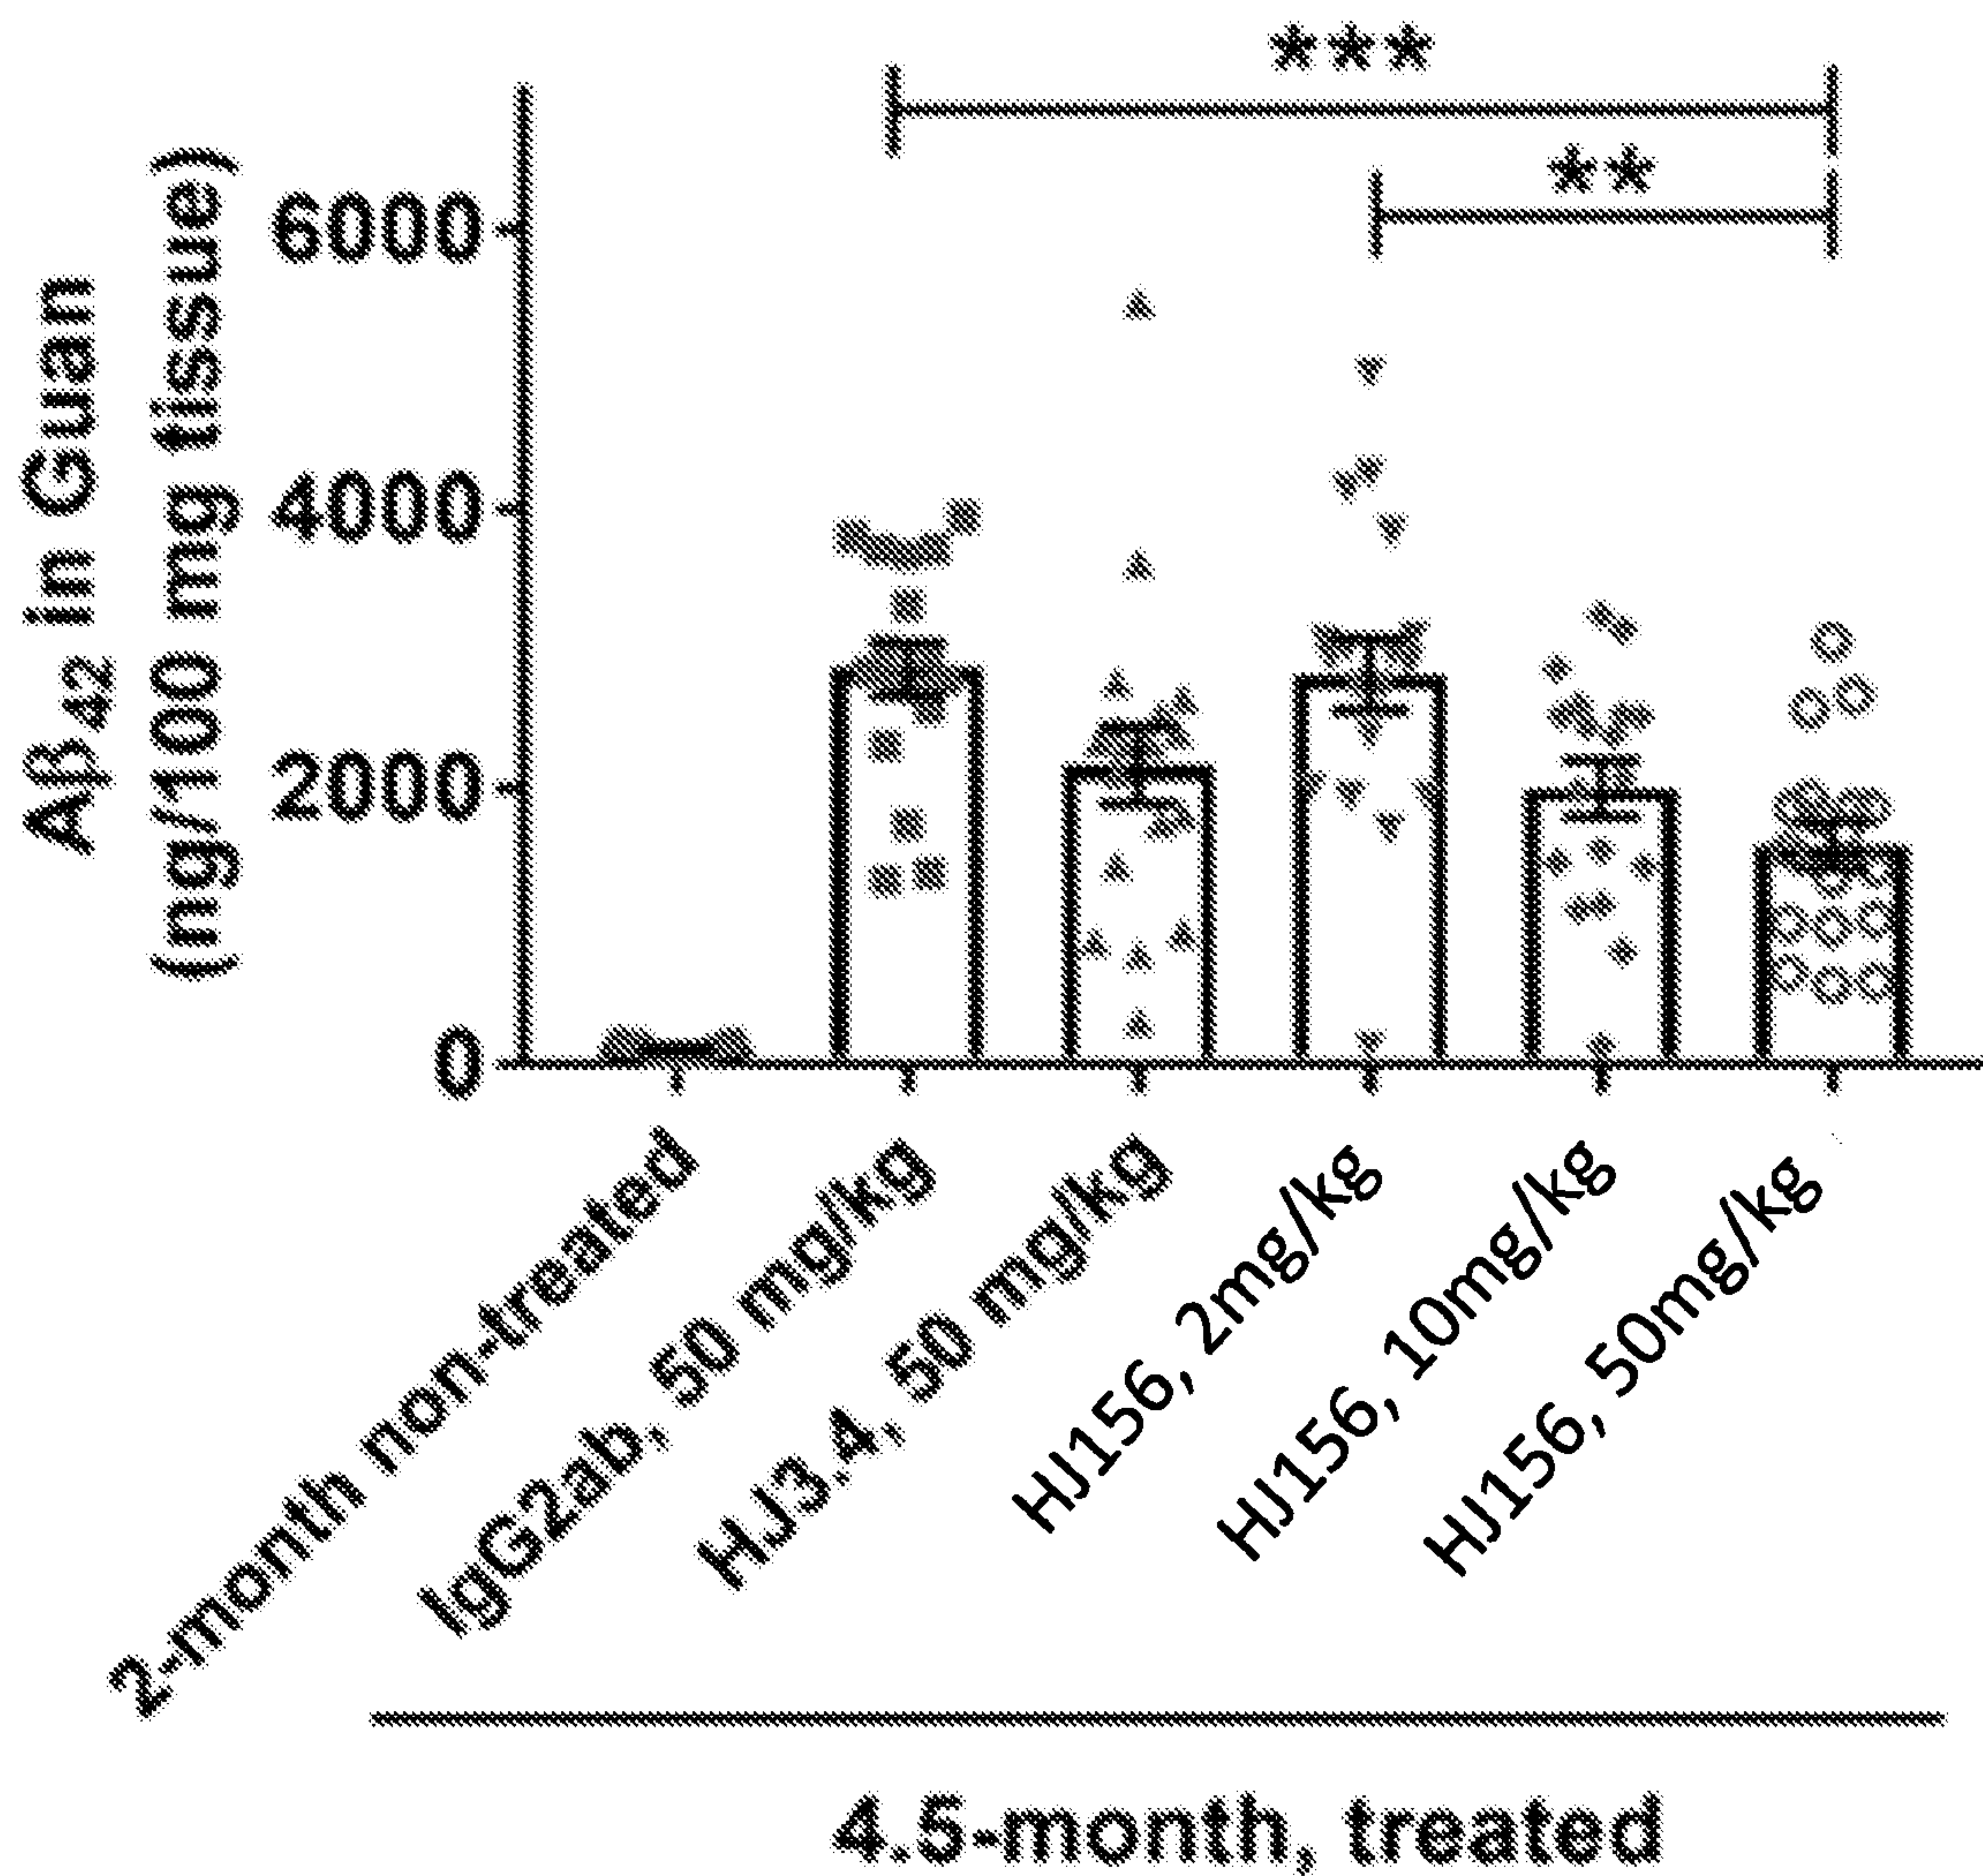 ***
**
Aβ42 in Guan
(ng/100 mg tissue)
6000
4000
2000
0
2-month non-treated
IgG2ab, 50 mg/kg
HJ3.4, 50 mg/kg
HJ156, 2mg/kg
HJ156, 10mg/kg
HJ156, 50mg/kg
4.5-month, treated